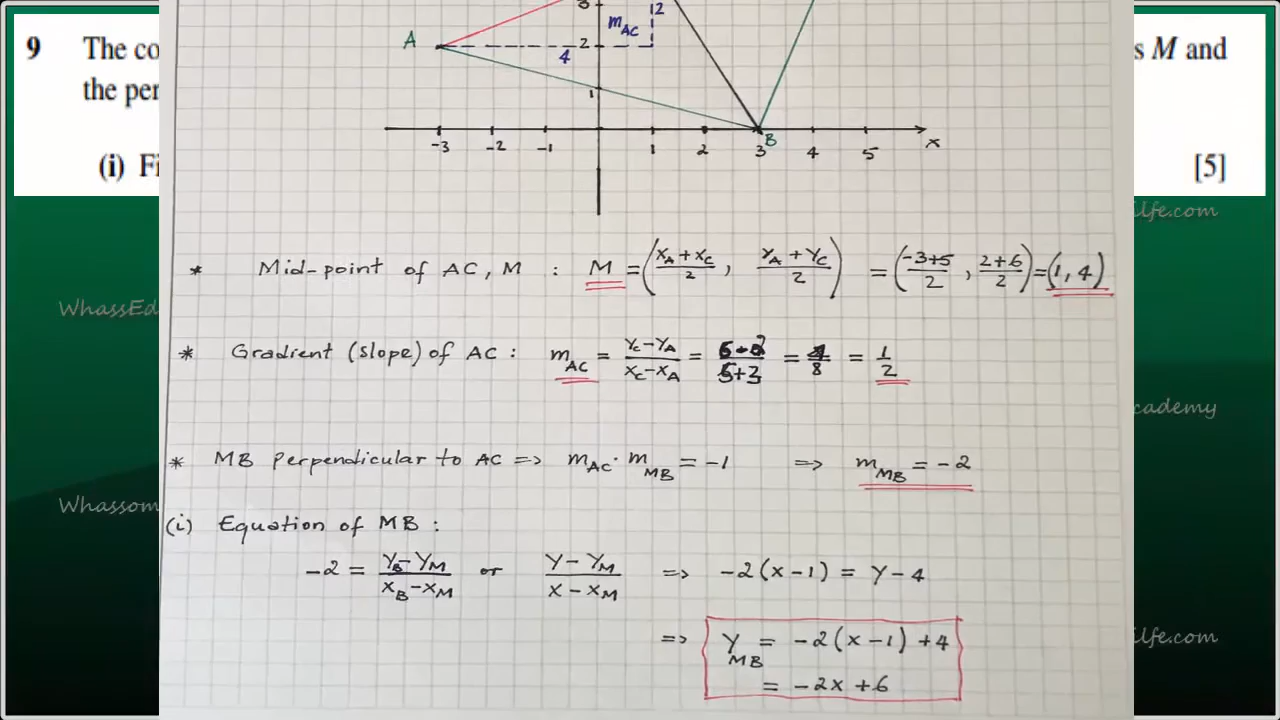 3
12
m_AC
A
2
4
1
B
-3 -2 -1 1 2 3 4 5 x
9 The co
s M and
the per
(i) Fi
[5]
ilfe.com
* Mid-point of AC, M : M = (x_A + x_C / 2, y_A + y_C / 2) = (-3+5 / 2, 2+6 / 2) = (1, 4)
WhassEd
* Gradient (slope) of AC : m_AC = y_C - y_A / x_C - x_A = 6-2 / 5+3 = 4 / 8 = 1 / 2
cademy
* MB perpendicular to AC => m_AC · m_MB = -1 => m_MB = -2
Whassom
(i) Equation of MB :
-2 = y_B - y_M / x_B - x_M or y - y_M / x - x_M => -2(x-1) = y-4
=> y_MB = -2(x-1) + 4
ilfe.com
= -2x + 6